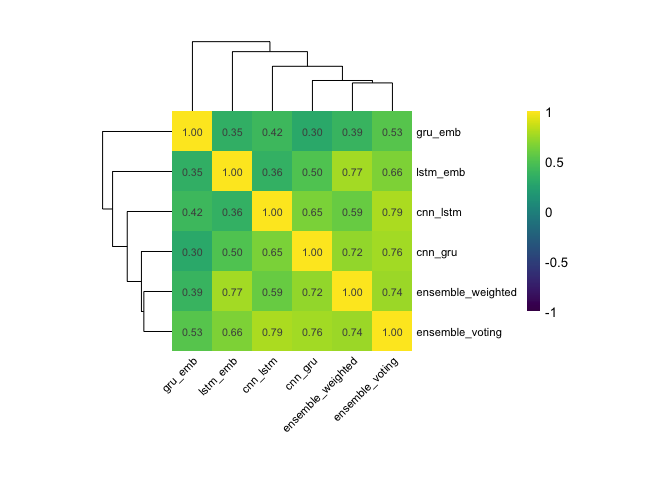 1.00 0.35 0.42 0.30 0.39 0.53 gru_emb
0.35 1.00 0.36 0.50 0.77 0.66 lstm_emb
0.42 0.36 1.00 0.65 0.59 0.79 cnn_lstm
0.30 0.50 0.65 1.00 0.72 0.76 cnn_gru
0.39 0.77 0.59 0.72 1.00 0.74 ensemble_weighted
0.53 0.66 0.79 0.76 0.74 1.00 ensemble_voting
gru_emb lstm_emb cnn_lstm cnn_gru ensemble_weighted ensemble_voting
1
0.5
0
-0.5
-1